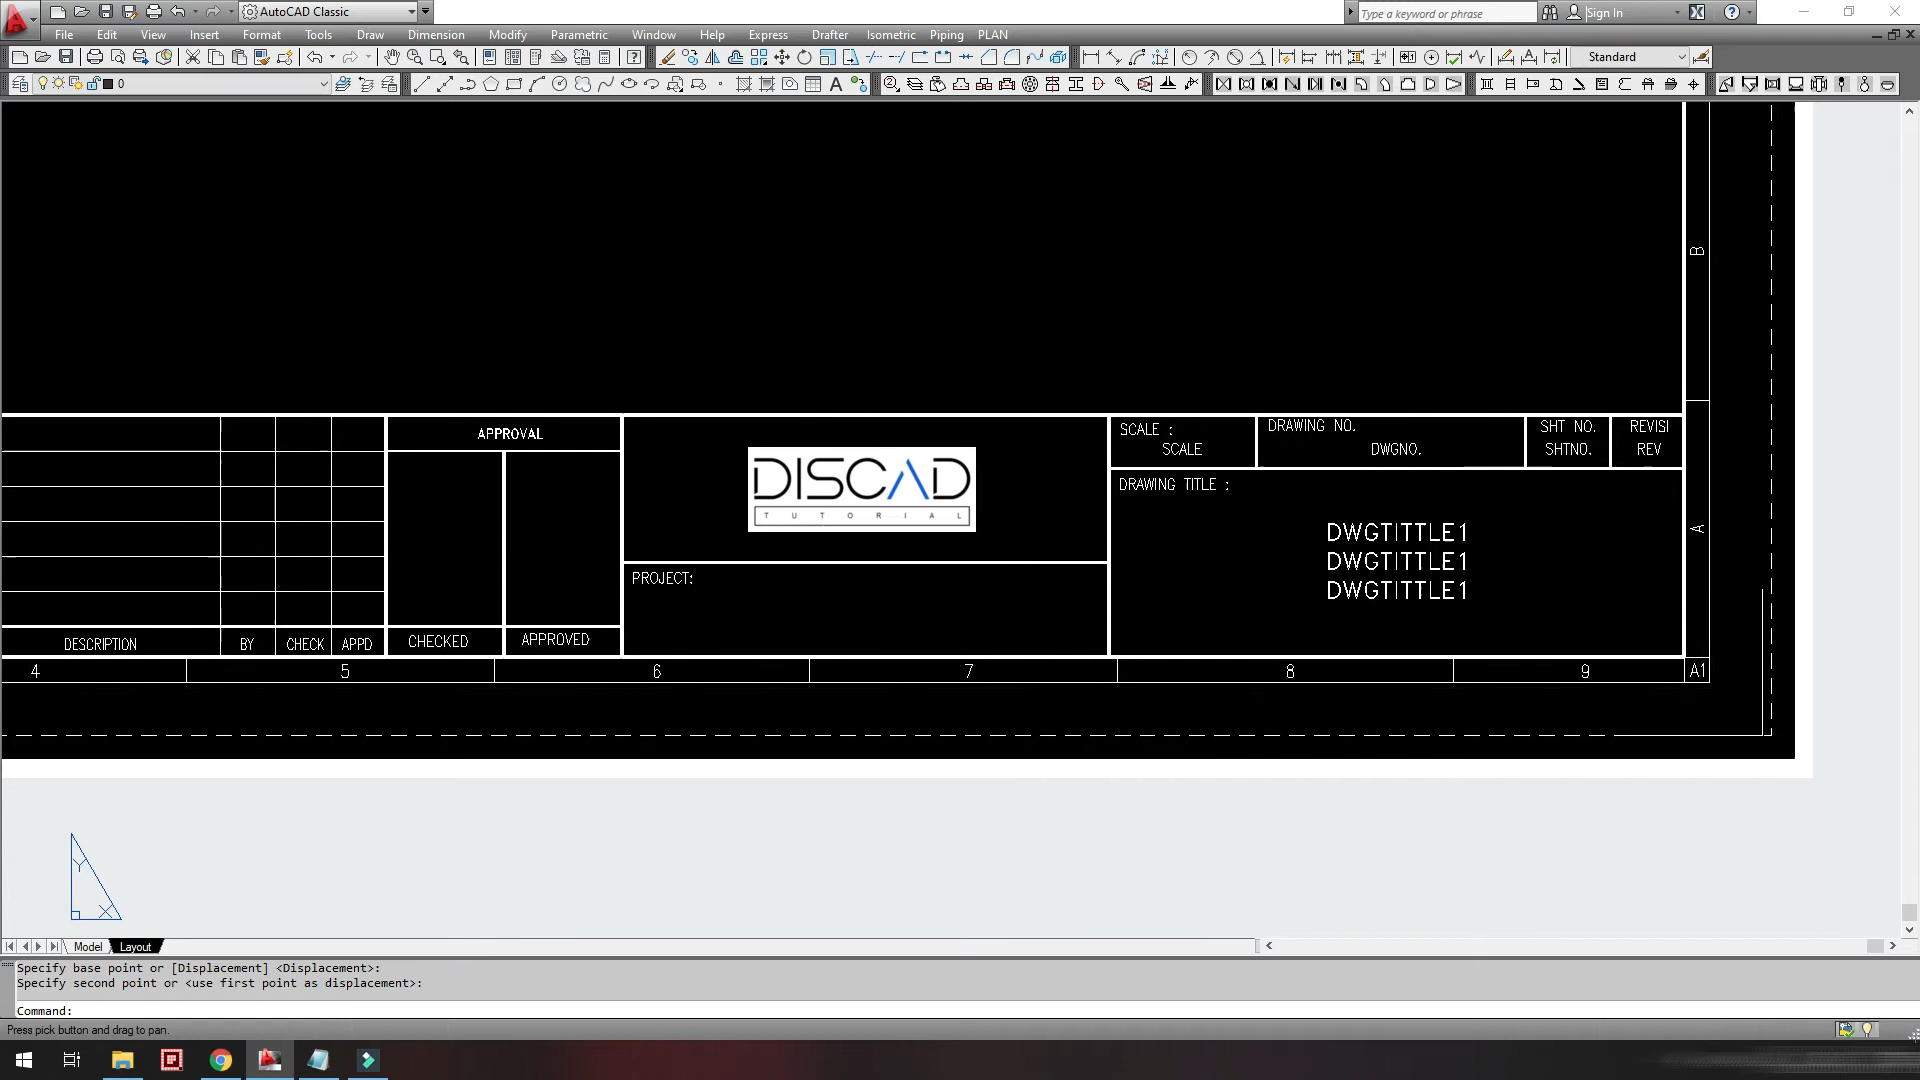 AutoCAD Classic
Type a keyword or phrase
Sign In
File Edit View Insert Format Tools Draw Dimension Modify Parametric Window Help Express Drafter Isometric Piping PLAN
Standard
0
B
APPROVAL
SCALE :
SCALE
DRAWING NO.
DWGNO.
SHT NO.
SHTNO.
REVISI
REV
DISCAD
TUTORIAL
DRAWING TITLE :
DWGTITTLE1
DWGTITTLE1
DWGTITTLE1
A
PROJECT:
DESCRIPTION BY CHECK APPD CHECKED APPROVED
4 5 6 7 8 9 A1
Y
X
Model Layout
Specify base point or [Displacement] <Displacement>:
Specify second point or <use first point as displacement>:
Command:
Press pick button and drag to pan.